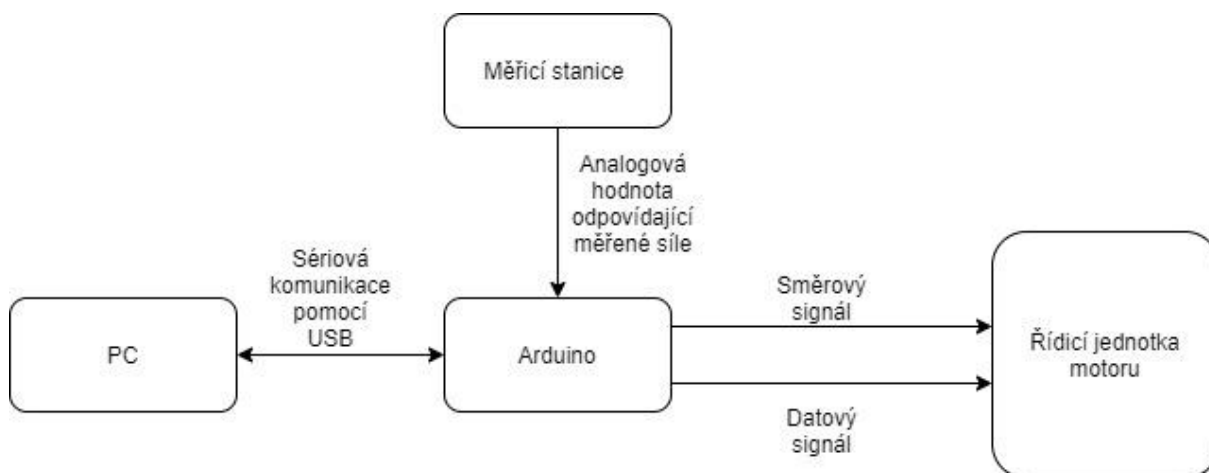 Měřicí stanice
Analogová
hodnota
odpovídající
měřené síle
Sériová
komunikace
pomocí
USB
PC
Arduino
Směrový
signál
Datový
signál
Řídicí jednotka
motoru